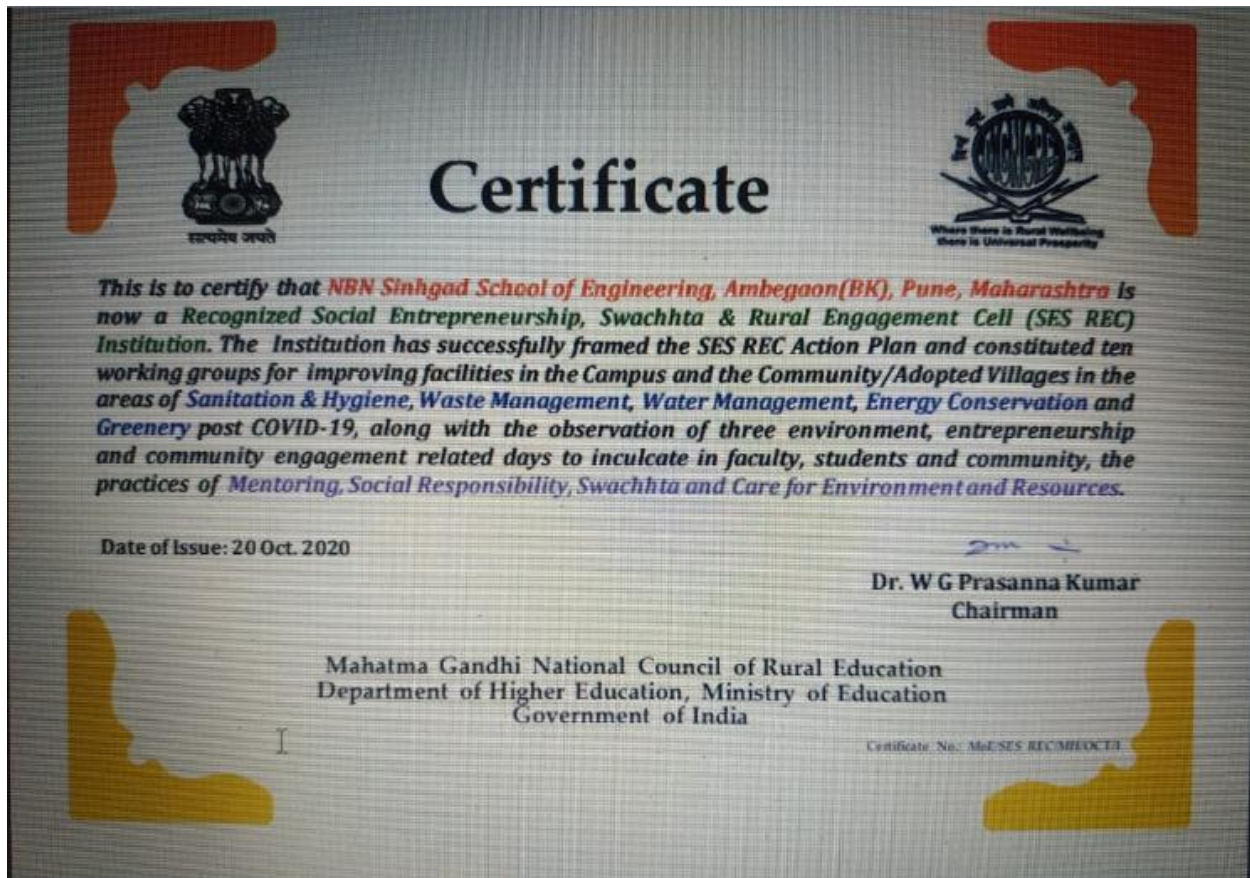 सत्यमेव जयते
Certificate
Where there is Rural Wellbeing
there is Universal Prosperity
This is to certify that NBN Sinhgad School of Engineering, Ambegaon(BK), Pune, Maharashtra is
now a Recognized Social Entrepreneurship, Swachhta & Rural Engagement Cell (SES REC)
Institution. The Institution has successfully framed the SES REC Action Plan and constituted ten
working groups for improving facilities in the Campus and the Community/Adopted Villages in the
areas of Sanitation & Hygiene, Waste Management, Water Management, Energy Conservation and
Greenery post COVID-19, along with the observation of three environment, entrepreneurship
and community engagement related days to inculcate in faculty, students and community, the
practices of Mentoring, Social Responsibility, Swachhta and Care for Environment and Resources.
Date of Issue: 20 Oct. 2020
Dr. W G Prasanna Kumar
Chairman
Mahatma Gandhi National Council of Rural Education
Department of Higher Education, Ministry of Education
Government of India
Certificate No.: MoE/SES